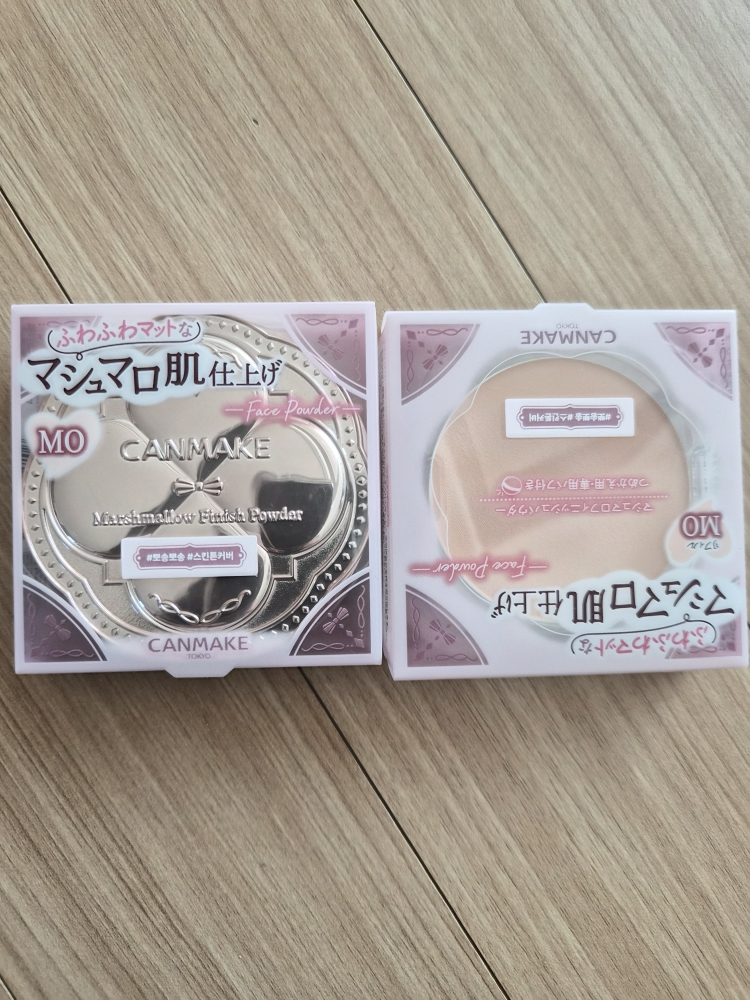 ふわふわマットな
マシュマロ肌仕上げ
Face Powder
MO
CANMAKE
Marshmallow Finish Powder
#뽀송뽀송 #스킨톤커버
CANMAKE
TOKYO
ふわふわマットな
マシュマロ肌仕上げ
Face Powder
リフィル
MO
マシュマロフィニッシュパウダー
つめかえ用・専用パフ付き
#뽀송뽀송 #스킨톤커버
CANMAKE
TOKYO